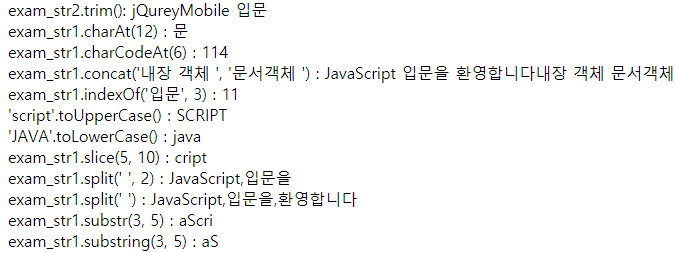 exam_str2.trim(): jQureyMobile 입문
exam_str1.charAt(12) : 문
exam_str1.charCodeAt(6) : 114
exam_str1.concat('내장 객체 ', '문서객체 ') : JavaScript 입문을 환영합니다내장 객체 문서객체
exam_str1.indexOf('입문', 3) : 11
'script'.toUpperCase() : SCRIPT
'JAVA'.toLowerCase() : java
exam_str1.slice(5, 10) : cript
exam_str1.split(' ', 2) : JavaScript,입문을
exam_str1.split(' ') : JavaScript,입문을,환영합니다
exam_str1.substr(3, 5) : aScri
exam_str1.substring(3, 5) : aS